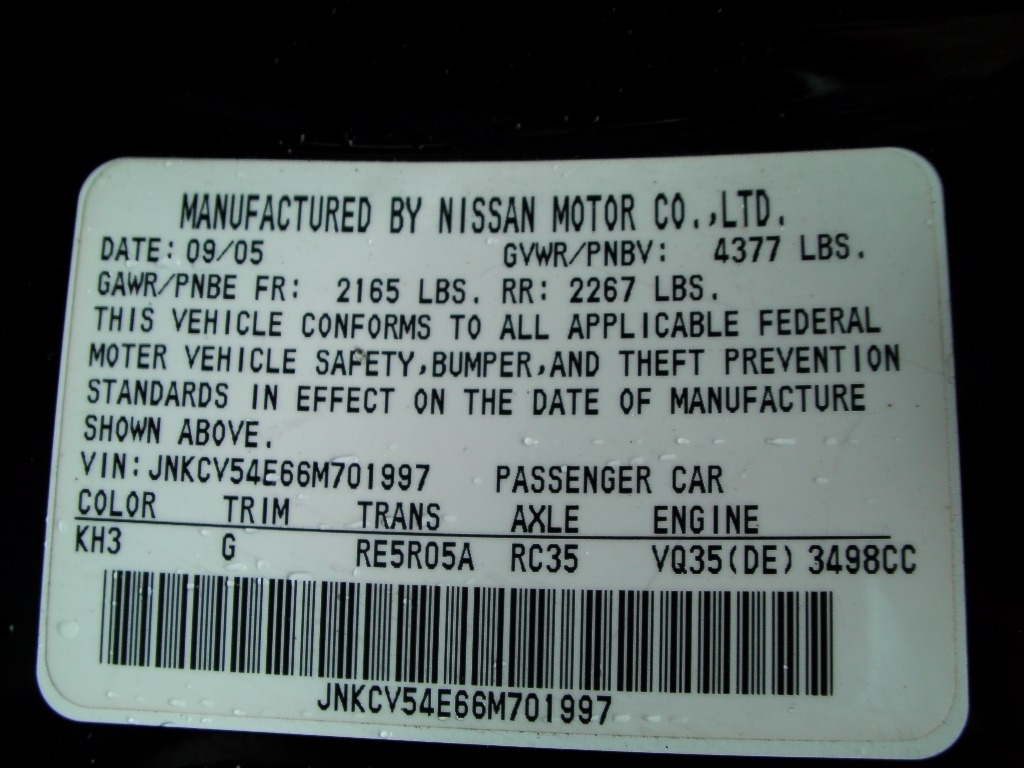 MANUFACTURED BY NISSAN MOTOR CO.,LTD.
DATE: 09/05 GVWR/PNBV: 4377 LBS.
GAWR/PNBE FR: 2165 LBS. RR: 2267 LBS.
THIS VEHICLE CONFORMS TO ALL APPLICABLE FEDERAL
MOTER VEHICLE SAFETY,BUMPER,AND THEFT PREVENTION
STANDARDS IN EFFECT ON THE DATE OF MANUFACTURE
SHOWN ABOVE.
VIN: JNKCV54E66M701997 PASSENGER CAR
COLOR TRIM TRANS AXLE ENGINE
KH3 G RE5R05A RC35 VQ35(DE) 3498CC
JNKCV54E66M701997